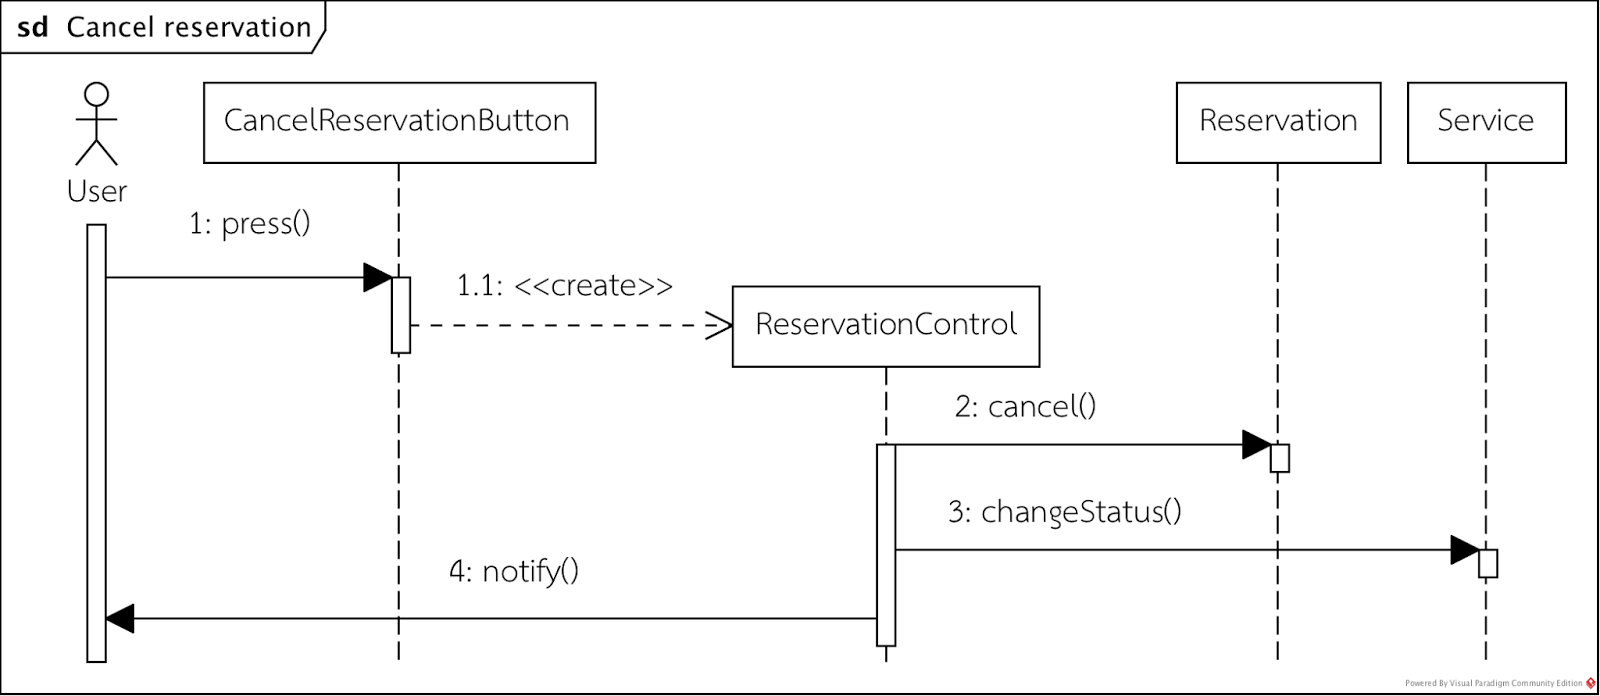 sd Cancel reservation
CancelReservationButton
Reservation
Service
User
1: press()
1.1: <<create>>
ReservationControl
2: cancel()
3: changeStatus()
4: notify()
Powered By Visual Paradigm Community Edition